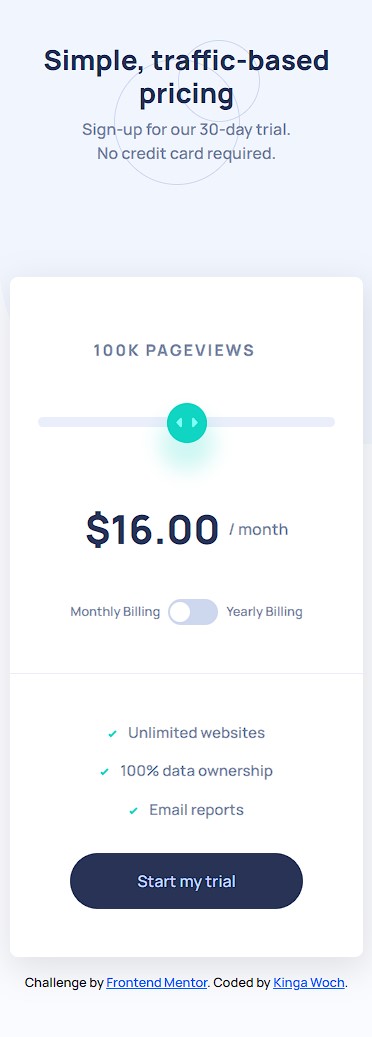 Simple, traffic-based
pricing
Sign-up for our 30-day trial.
No credit card required.
100K PAGEVIEWS
$16.00 / month
Monthly Billing Yearly Billing
Unlimited websites
100% data ownership
Email reports
Start my trial
Challenge by Frontend Mentor. Coded by Kinga Woch.